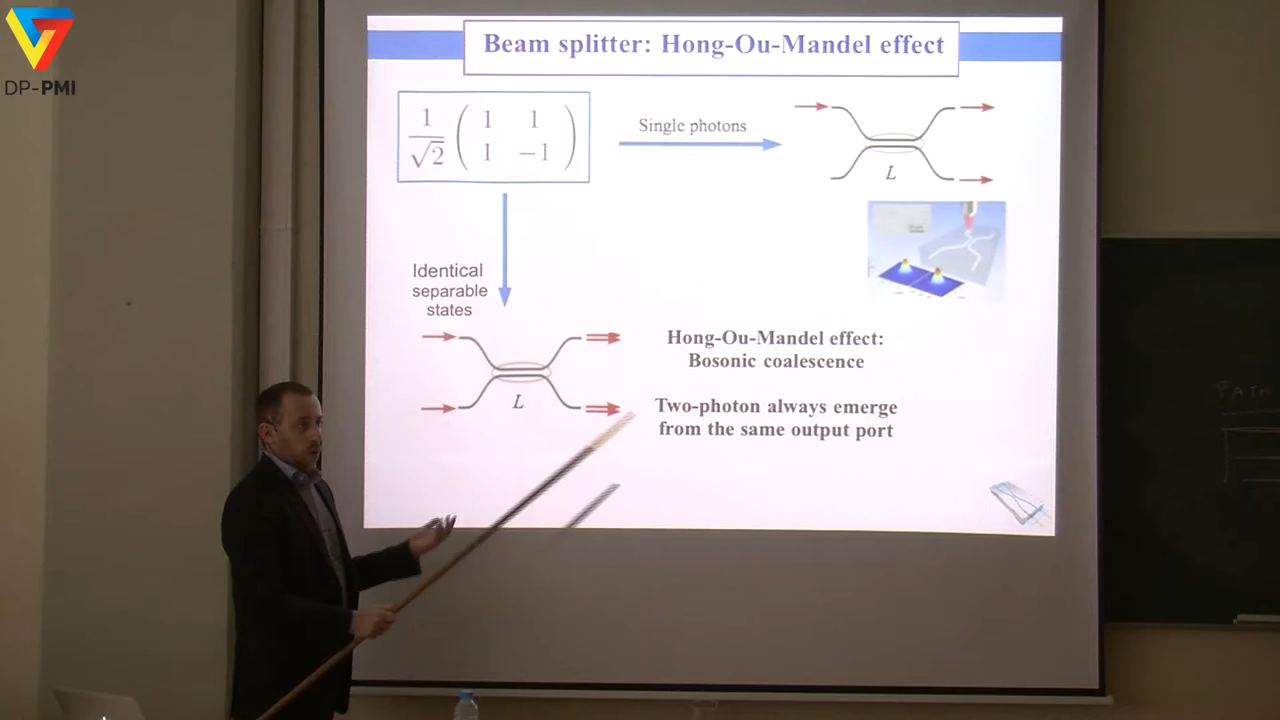 DP-PMI
Beam splitter: Hong-Ou-Mandel effect
1 1 1
√2 1 −1
Single photons
L
Identical
separable
states
L
Hong-Ou-Mandel effect:
Bosonic coalescence
Two-photon always emerge
from the same output port